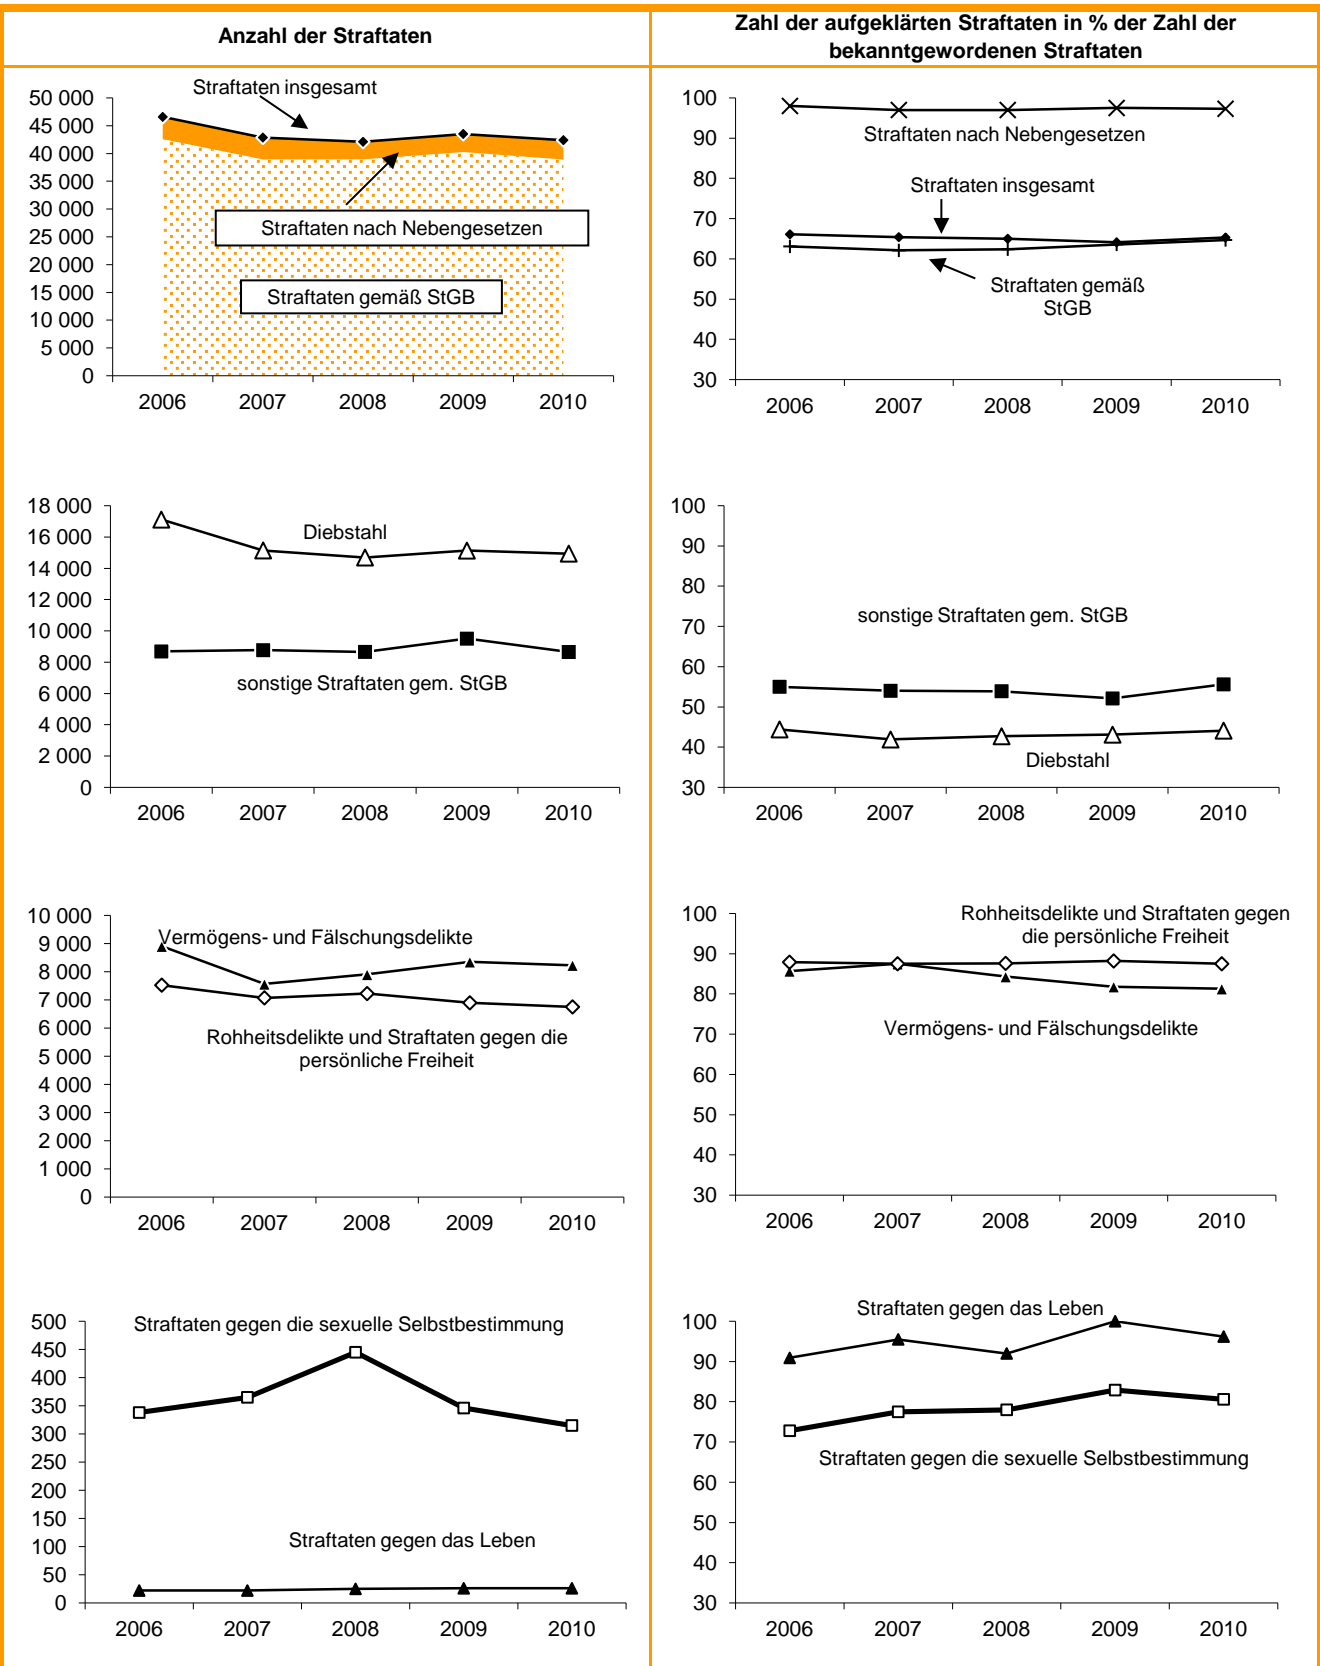 Anzahl der Straftaten
Zahl der aufgeklärten Straftaten in % der Zahl der
bekanntgewordenen Straftaten
Straftaten insgesamt
50 000
45 000
40 000
35 000
30 000
25 000
20 000
15 000
10 000
5 000
0
Straftaten nach Nebengesetzen
Straftaten gemäß StGB
2006 2007 2008 2009 2010
100
90
80
70
60
50
40
30
Straftaten nach Nebengesetzen
Straftaten insgesamt
Straftaten gemäß
StGB
2006 2007 2008 2009 2010
18 000
16 000
14 000
12 000
10 000
8 000
6 000
4 000
2 000
0
Diebstahl
sonstige Straftaten gem. StGB
2006 2007 2008 2009 2010
100
90
80
70
60
50
40
30
sonstige Straftaten gem. StGB
Diebstahl
2006 2007 2008 2009 2010
10 000
9 000
8 000
7 000
6 000
5 000
4 000
3 000
2 000
1 000
0
Vermögens- und Fälschungsdelikte
Rohheitsdelikte und Straftaten gegen die
persönliche Freiheit
2006 2007 2008 2009 2010
100
90
80
70
60
50
40
30
Rohheitsdelikte und Straftaten gegen
die persönliche Freiheit
Vermögens- und Fälschungsdelikte
2006 2007 2008 2009 2010
500
450
400
350
300
250
200
150
100
50
0
Straftaten gegen die sexuelle Selbstbestimmung
Straftaten gegen das Leben
2006 2007 2008 2009 2010
100
90
80
70
60
50
40
30
Straftaten gegen das Leben
Straftaten gegen die sexuelle Selbstbestimmung
2006 2007 2008 2009 2010